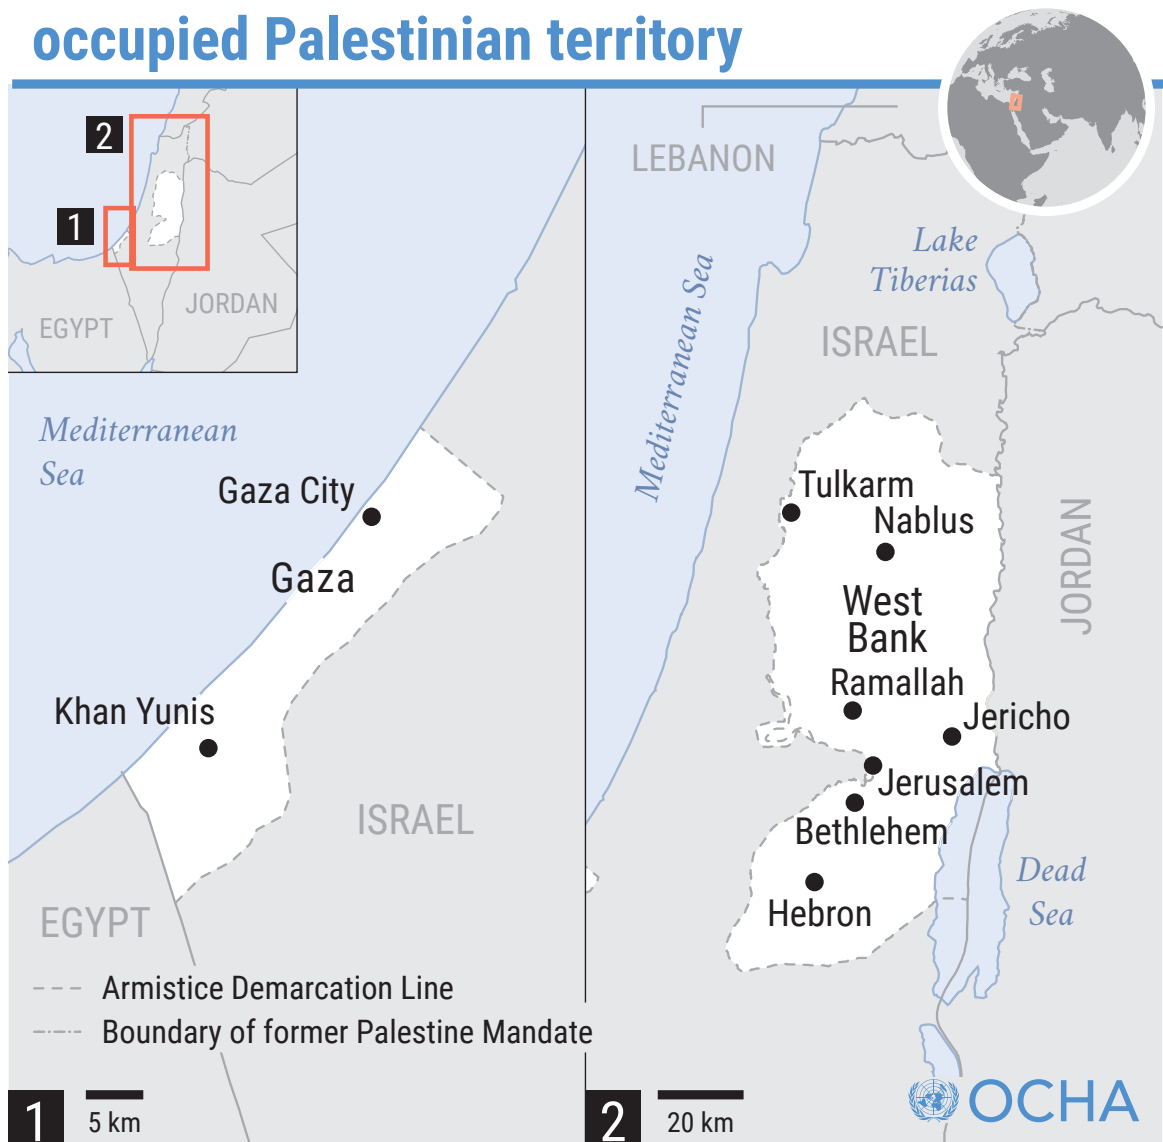 occupied Palestinian territory
2
1
EGYPT
JORDAN
Mediterranean
Sea
Gaza City
Gaza
Khan Yunis
ISRAEL
EGYPT
Armistice Demarcation Line
Boundary of former Palestine Mandate
1
5 km
LEBANON
Lake
Tiberias
Mediterranean Sea
ISRAEL
Tulkarm
Nablus
West
Bank
JORDAN
Ramallah
Jericho
Jerusalem
Bethlehem
Dead
Sea
Hebron
2
20 km
OCHA